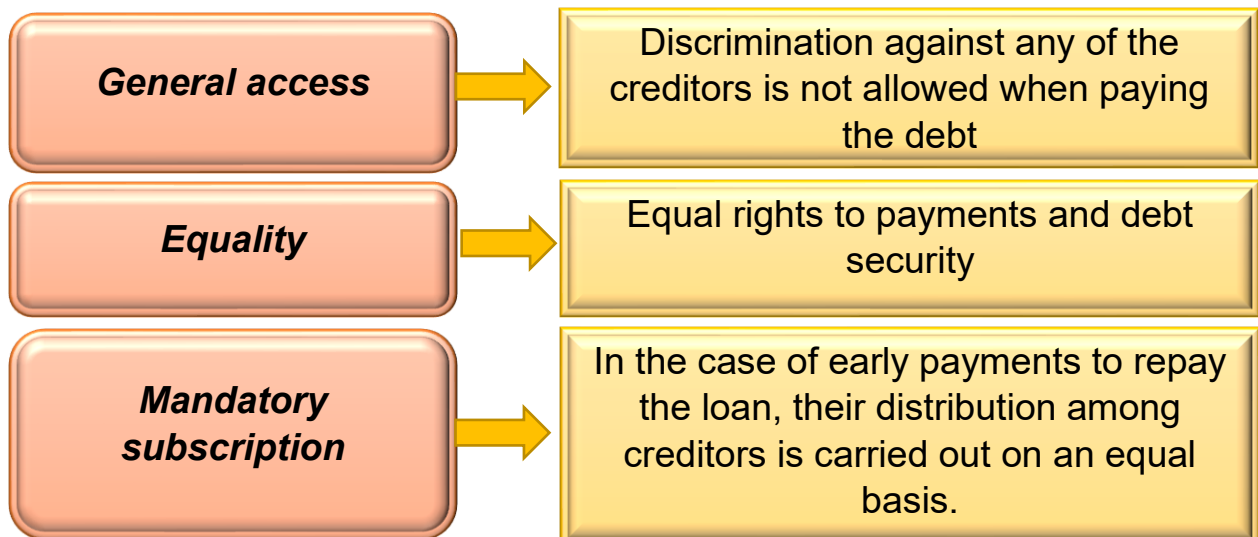 General access
Discrimination against any of the
creditors is not allowed when paying
the debt
Equality
Equal rights to payments and debt
security
Mandatory
subscription
In the case of early payments to repay
the loan, their distribution among
creditors is carried out on an equal
basis.